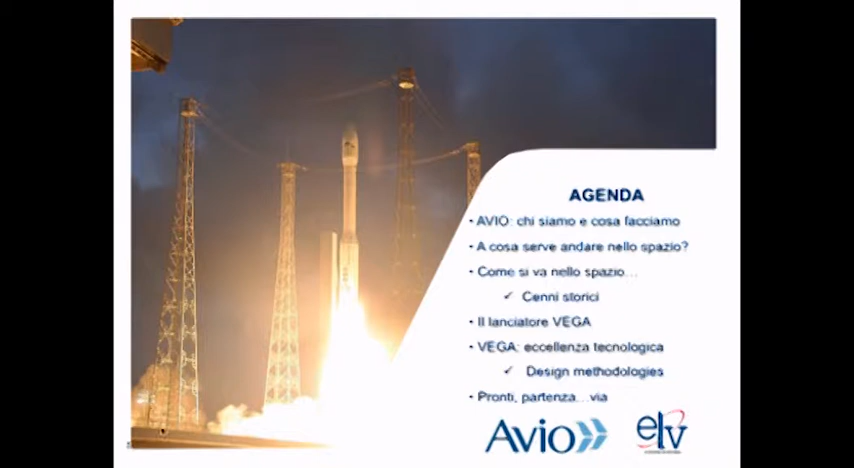 AGENDA
• AVIO: chi siamo e cosa facciamo
• A cosa serve andare nello spazio?
• Come si va nello spazio…
✓ Cenni storici
• Il lanciatore VEGA
• VEGA: eccellenza tecnologica
✓ Design methodologies
• Pronti, partenza…via
Avio
elv